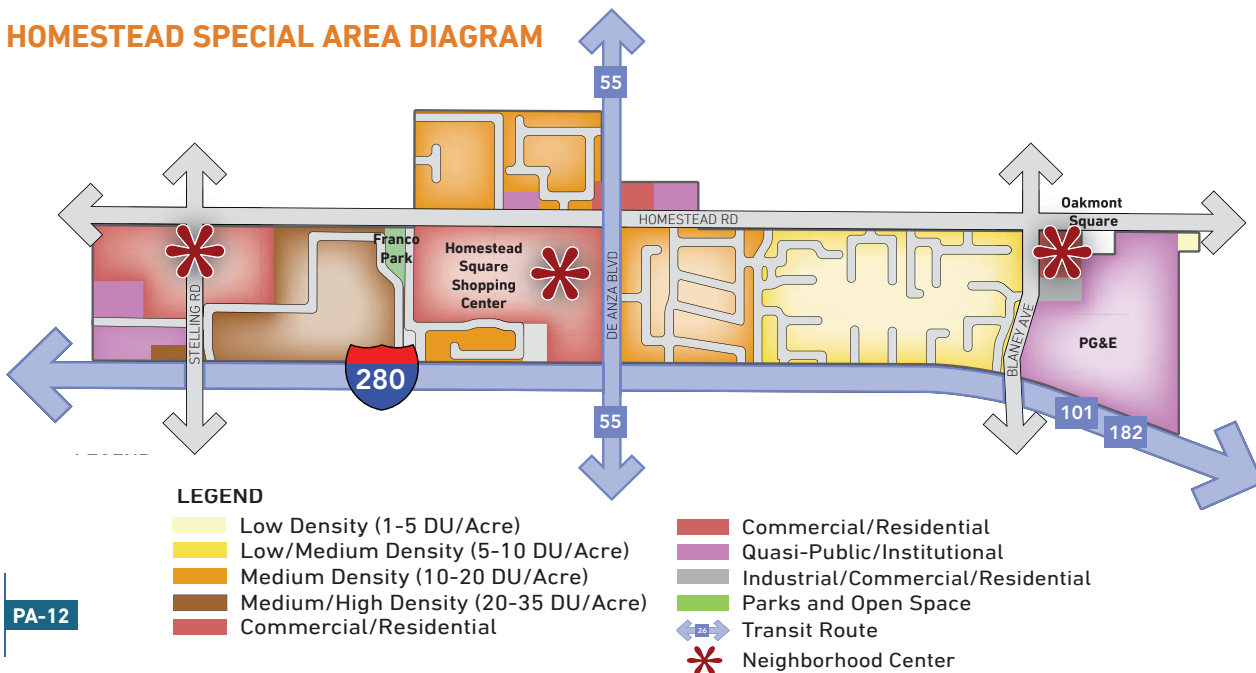 HOMESTEAD SPECIAL AREA DIAGRAM
55
Oakmont
Square
HOMESTEAD RD
Franco
Park
Homestead
Square
Shopping
Center
STELLING RD
DE ANZA BLVD
BLANEY AVE
PG&E
280
101
182
55
LEGEND
Low Density (1-5 DU/Acre)
Low/Medium Density (5-10 DU/Acre)
Medium Density (10-20 DU/Acre)
Medium/High Density (20-35 DU/Acre)
Commercial/Residential
Commercial/Residential
Quasi-Public/Institutional
Industrial/Commercial/Residential
Parks and Open Space
26
Transit Route
Neighborhood Center
PA-12